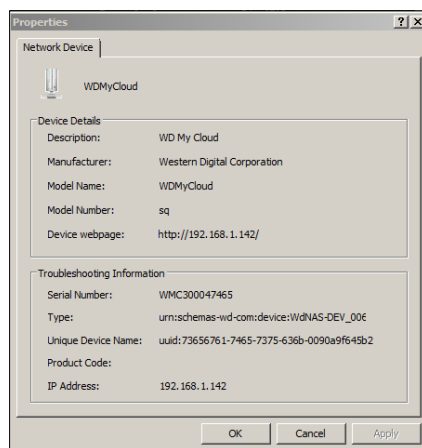 Properties
Network Device
WDMyCloud
Device Details
Description: WD My Cloud
Manufacturer: Western Digital Corporation
Model Name: WDMyCloud
Model Number: sq
Device webpage: http://192.168.1.142/
Troubleshooting Information
Serial Number: WMC300047465
Type: urn:schemas-wd-com:device:WdNAS-DEV_006
Unique Device Name: uuid:73656761-7465-7375-636b-0090a9f645b2
Product Code:
IP Address: 192.168.1.142
OK Cancel Apply